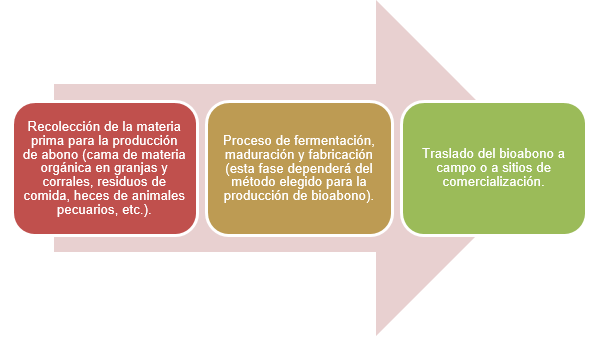 Recolección de la materia
prima para la producción
de abono (cama de materia
orgánica en granjas y
corrales, residuos de
comida, heces de animales
pecuarios, etc.).
Proceso de fermentación,
maduración y fabricación
(esta fase dependerá del
método elegido para la
producción de bioabono).
Traslado del bioabono a
campo o a sitios de
comercialización.